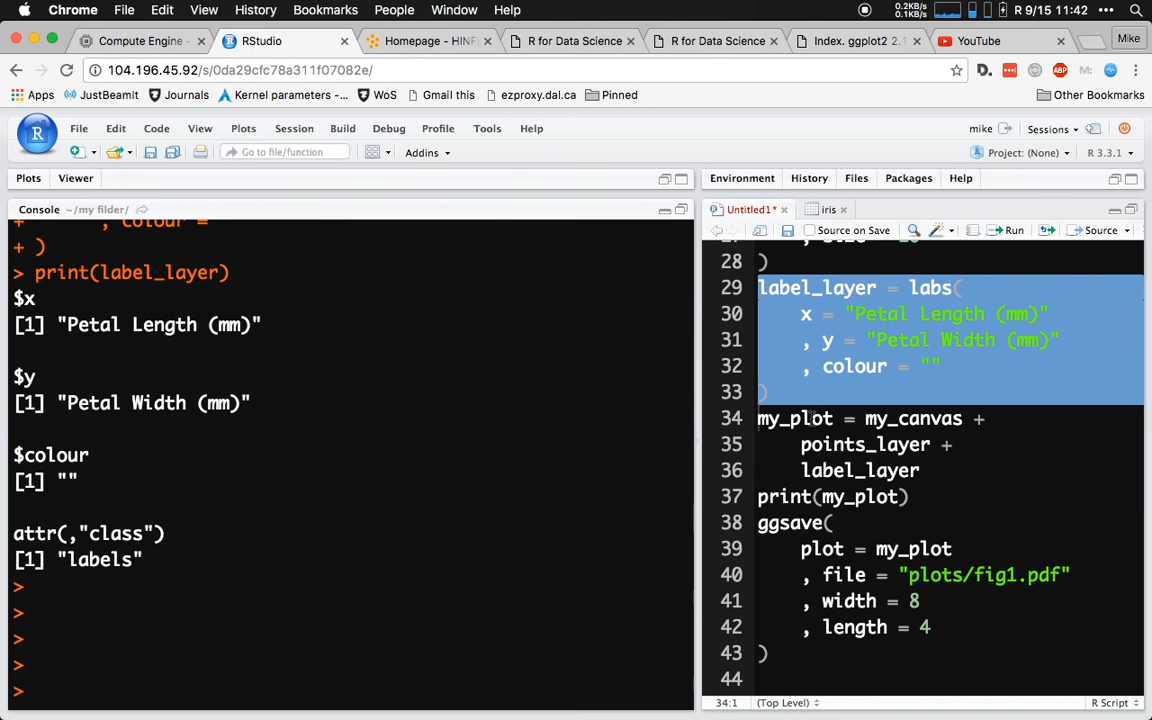 Chrome File Edit View History Bookmarks People Window Help
0.2KB/s
0.1KB/s
R 9/15 11:42
Compute Engine - RStudio Homepage - HINF R for Data Science R for Data Science Index. ggplot2 2.1 YouTube Mike
104.196.45.92/s/0da29cfc78a311f07082e/
D. ABP M:
Apps JustBeamIt Journals Kernel parameters -... WoS Gmail this ezproxy.dal.ca Pinned Other Bookmarks
R File Edit Code View Plots Session Build Debug Profile Tools Help mike Sessions
Go to file/function Addins Project: (None) R 3.3.1
Plots Viewer
Console ~/my filder/
+ , colour =
+ )
> print(label_layer)
$x
[1] "Petal Length (mm)"
$y
[1] "Petal Width (mm)"
$colour
[1] ""
attr(,"class")
[1] "labels"
>
>
>
>
>
Environment History Files Packages Help
Untitled1* iris
Source on Save Run Source
28 )
29 label_layer = labs(
30 x = "Petal Length (mm)"
31 , y = "Petal Width (mm)"
32 , colour = ""
33 )
34 my_plot = my_canvas +
35 points_layer +
36 label_layer
37 print(my_plot)
38 ggsave(
39 plot = my_plot
40 , file = "plots/fig1.pdf"
41 , width = 8
42 , length = 4
43 )
44
34:1 (Top Level) R Script